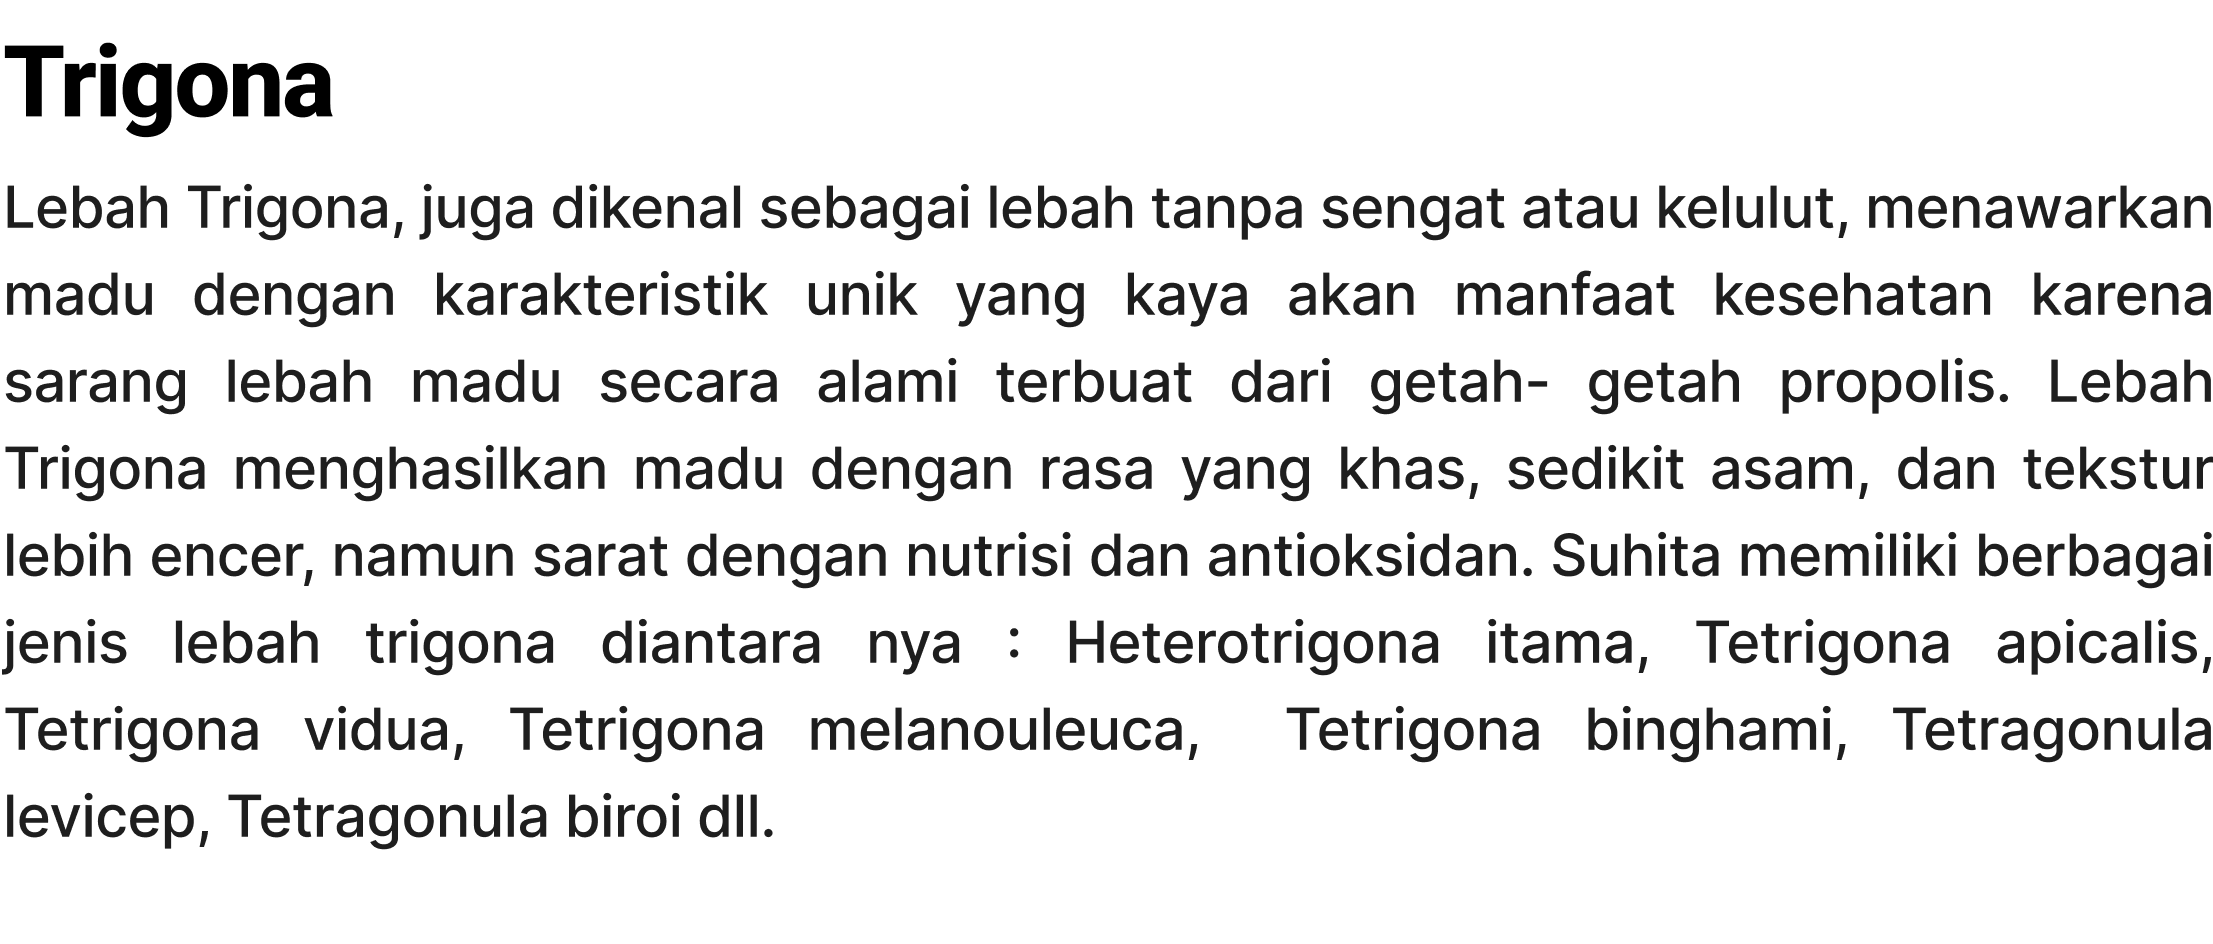 Trigona
Lebah Trigona, juga dikenal sebagai lebah tanpa sengat atau kelulut, menawarkan
madu dengan karakteristik unik yang kaya akan manfaat kesehatan karena
sarang lebah madu secara alami terbuat dari getah- getah propolis. Lebah
Trigona menghasilkan madu dengan rasa yang khas, sedikit asam, dan tekstur
lebih encer, namun sarat dengan nutrisi dan antioksidan. Suhita memiliki berbagai
jenis lebah trigona diantara nya : Heterotrigona itama, Tetrigona apicalis,
Tetrigona vidua, Tetrigona melanouleuca, Tetrigona binghami, Tetragonula
levicep, Tetragonula biroi dll.